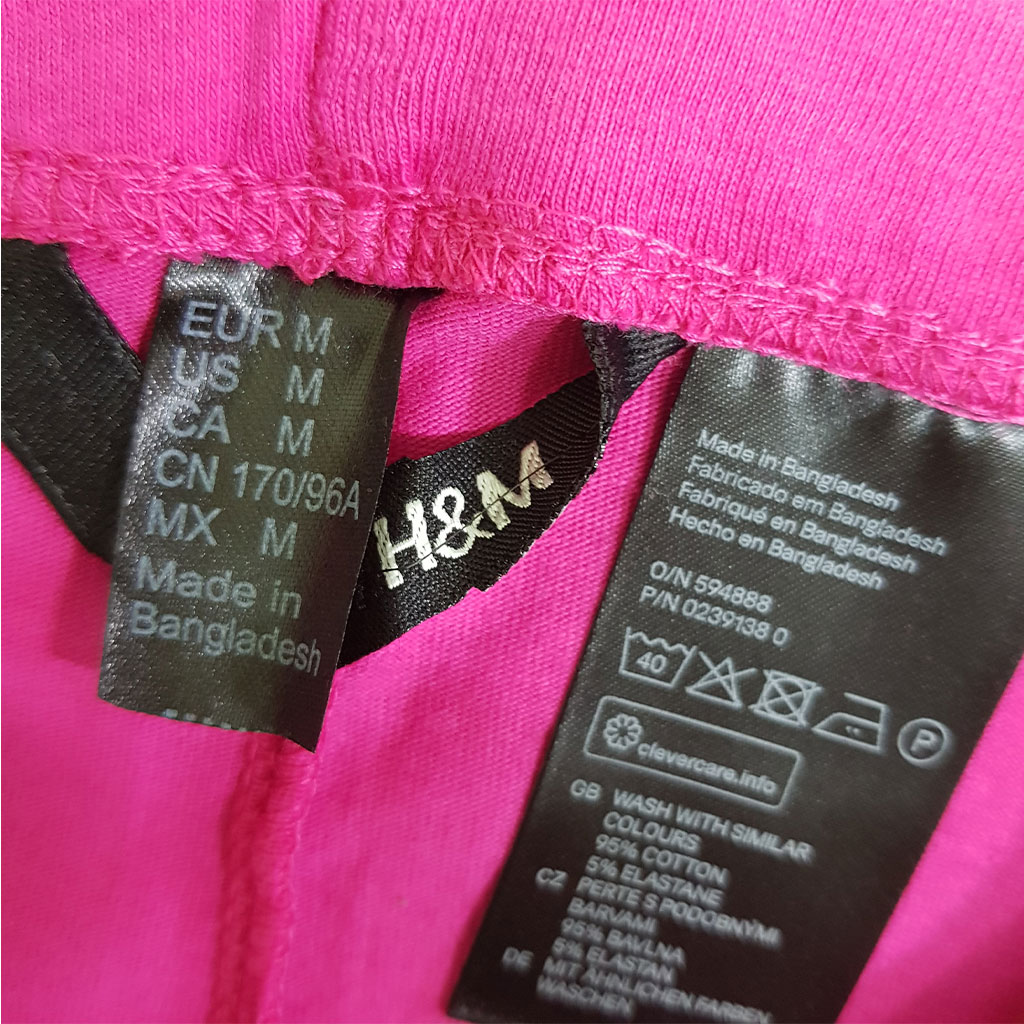 EUR M
US M
CA M
CN 170/96A
MX M
Made in
Bangladesh
H&M
Made in Bangladesh
Fabricado em Bangladesh
Fabriqué en Bangladesh
Hecho en Bangladesh
O/N 594888
P/N 0239138 0
40
P
clevercare.info
GB WASH WITH SIMILAR
COLOURS
95% COTTON
5% ELASTANE
CZ PERTE S PODOBNÝMI
BARVAMI
95% BAVLNA
5% ELASTAN
DE MIT ÄHNLICHEN FARBEN
WASCHEN